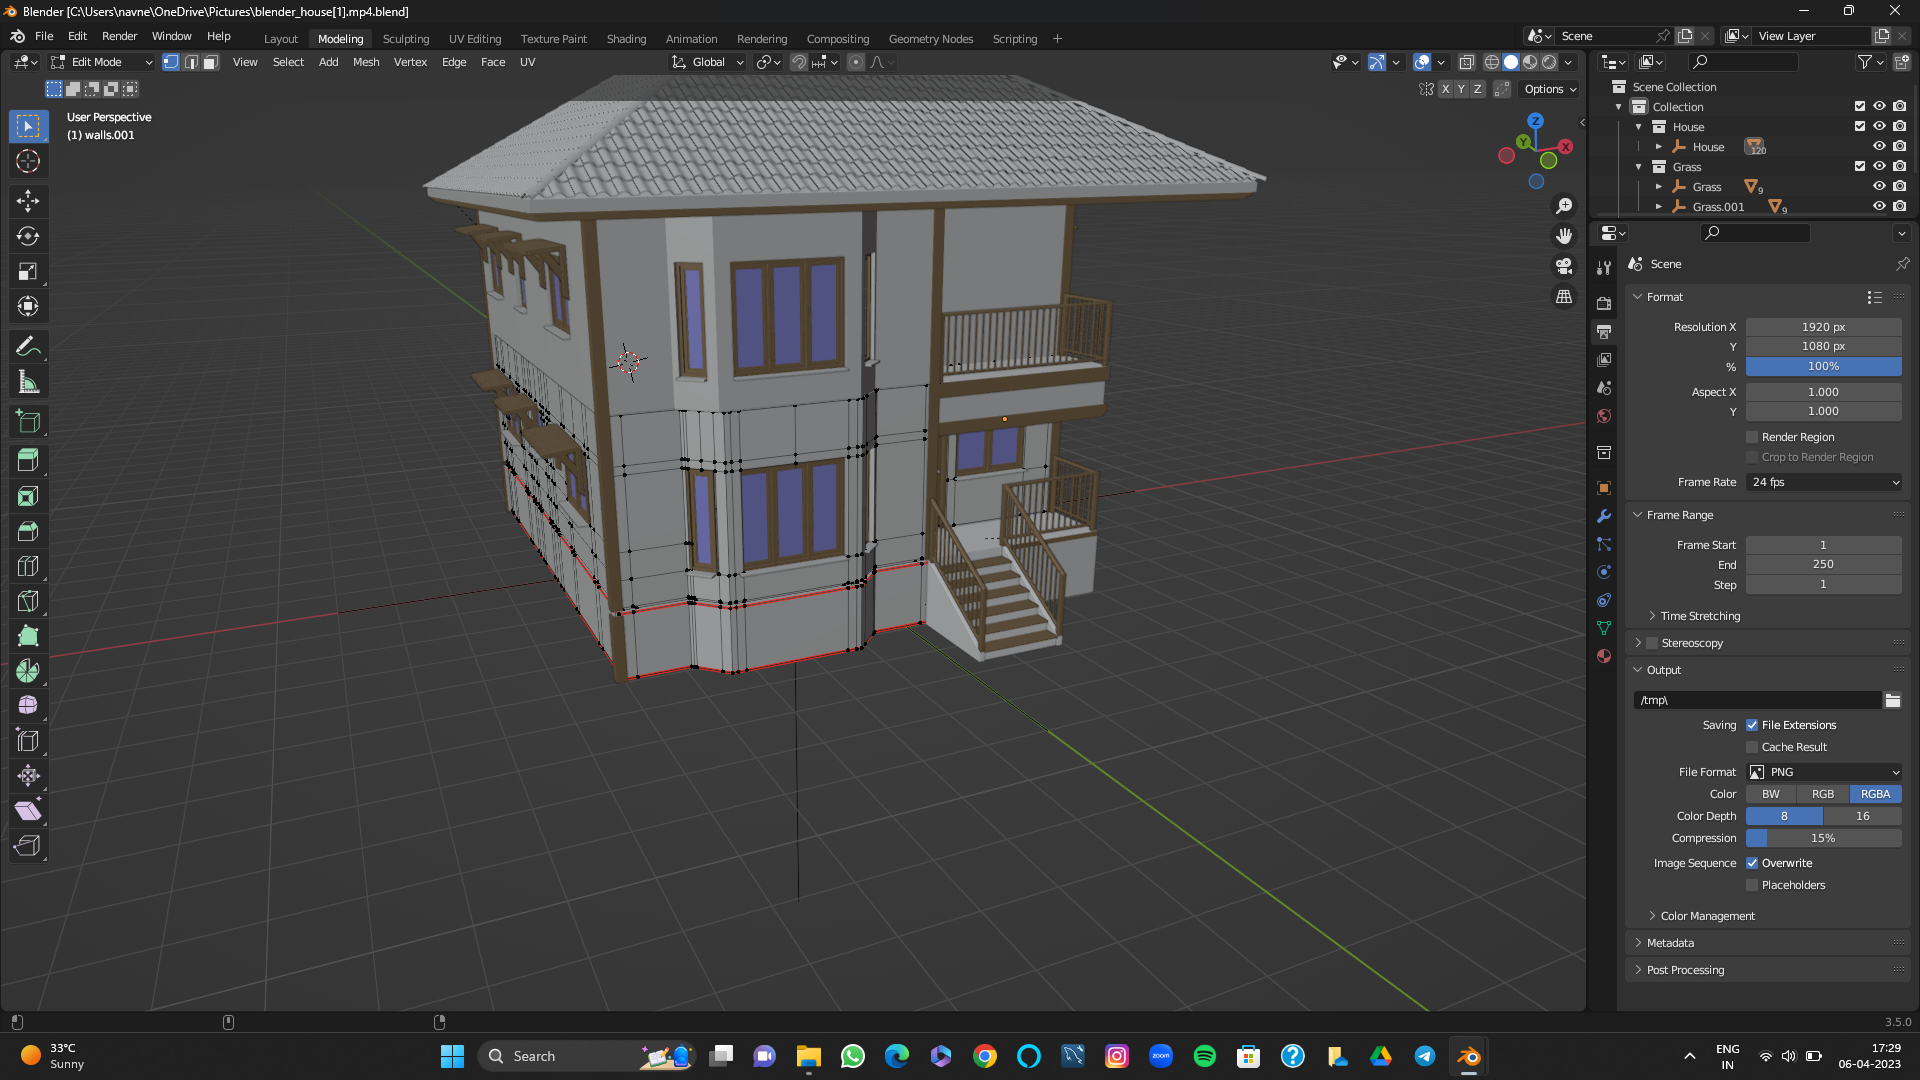 Blender [C:\Users\navne\OneDrive\Pictures\blender_house[1].mp4.blend]
File Edit Render Window Help
Layout Modeling Sculpting UV Editing Texture Paint Shading Animation Rendering Compositing Geometry Nodes Scripting +
Scene
View Layer
Edit Mode
View Select Add Mesh Vertex Edge Face UV
Global
X Y Z
Options
User Perspective
(1) walls.001
Z
Y
X
Scene Collection
Collection
House
House 120
Grass
Grass 9
Grass.001 9
Scene
Format
Resolution X 1920 px
Y 1080 px
% 100%
Aspect X 1.000
Y 1.000
Render Region
Crop to Render Region
Frame Rate 24 fps
Frame Range
Frame Start 1
End 250
Step 1
Time Stretching
Stereoscopy
Output
/tmp\
Saving File Extensions
Cache Result
File Format PNG
Color BW RGB RGBA
Color Depth 8 16
Compression 15%
Image Sequence Overwrite
Placeholders
Color Management
Metadata
Post Processing
3.5.0
33°C
Sunny
Search
zoom
ENG
IN
17:29
06-04-2023